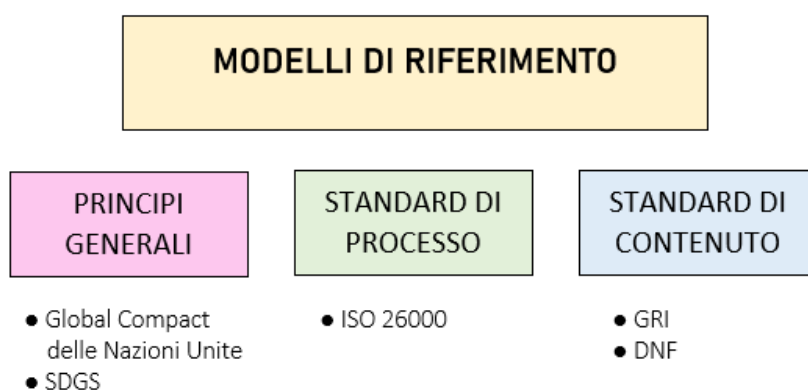 MODELLI DI RIFERIMENTO
PRINCIPI
GENERALI
● Global Compact
delle Nazioni Unite
● SDGS
STANDARD DI
PROCESSO
● ISO 26000
STANDARD DI
CONTENUTO
● GRI
● DNF